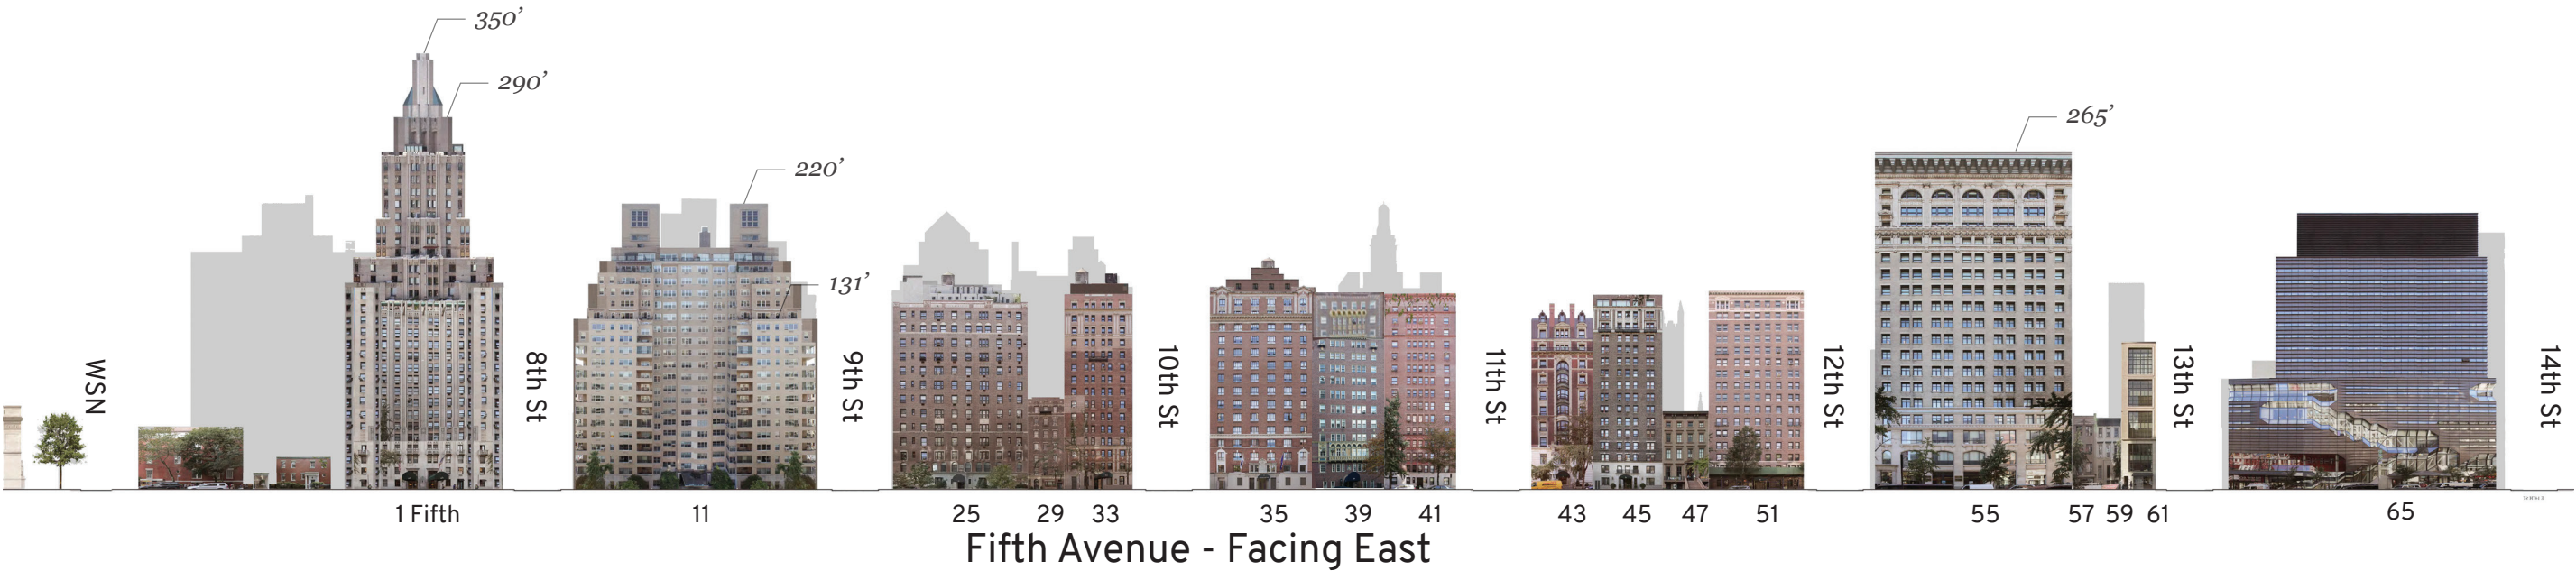 350’
290’
220’
131’
265’
WSN
8th St
9th St
10th St
11th St
12th St
13th St
14th St
1 Fifth
11
25
29
33
35
39
41
43
45
47
51
55
57
59
61
65
Fifth Avenue - Facing East